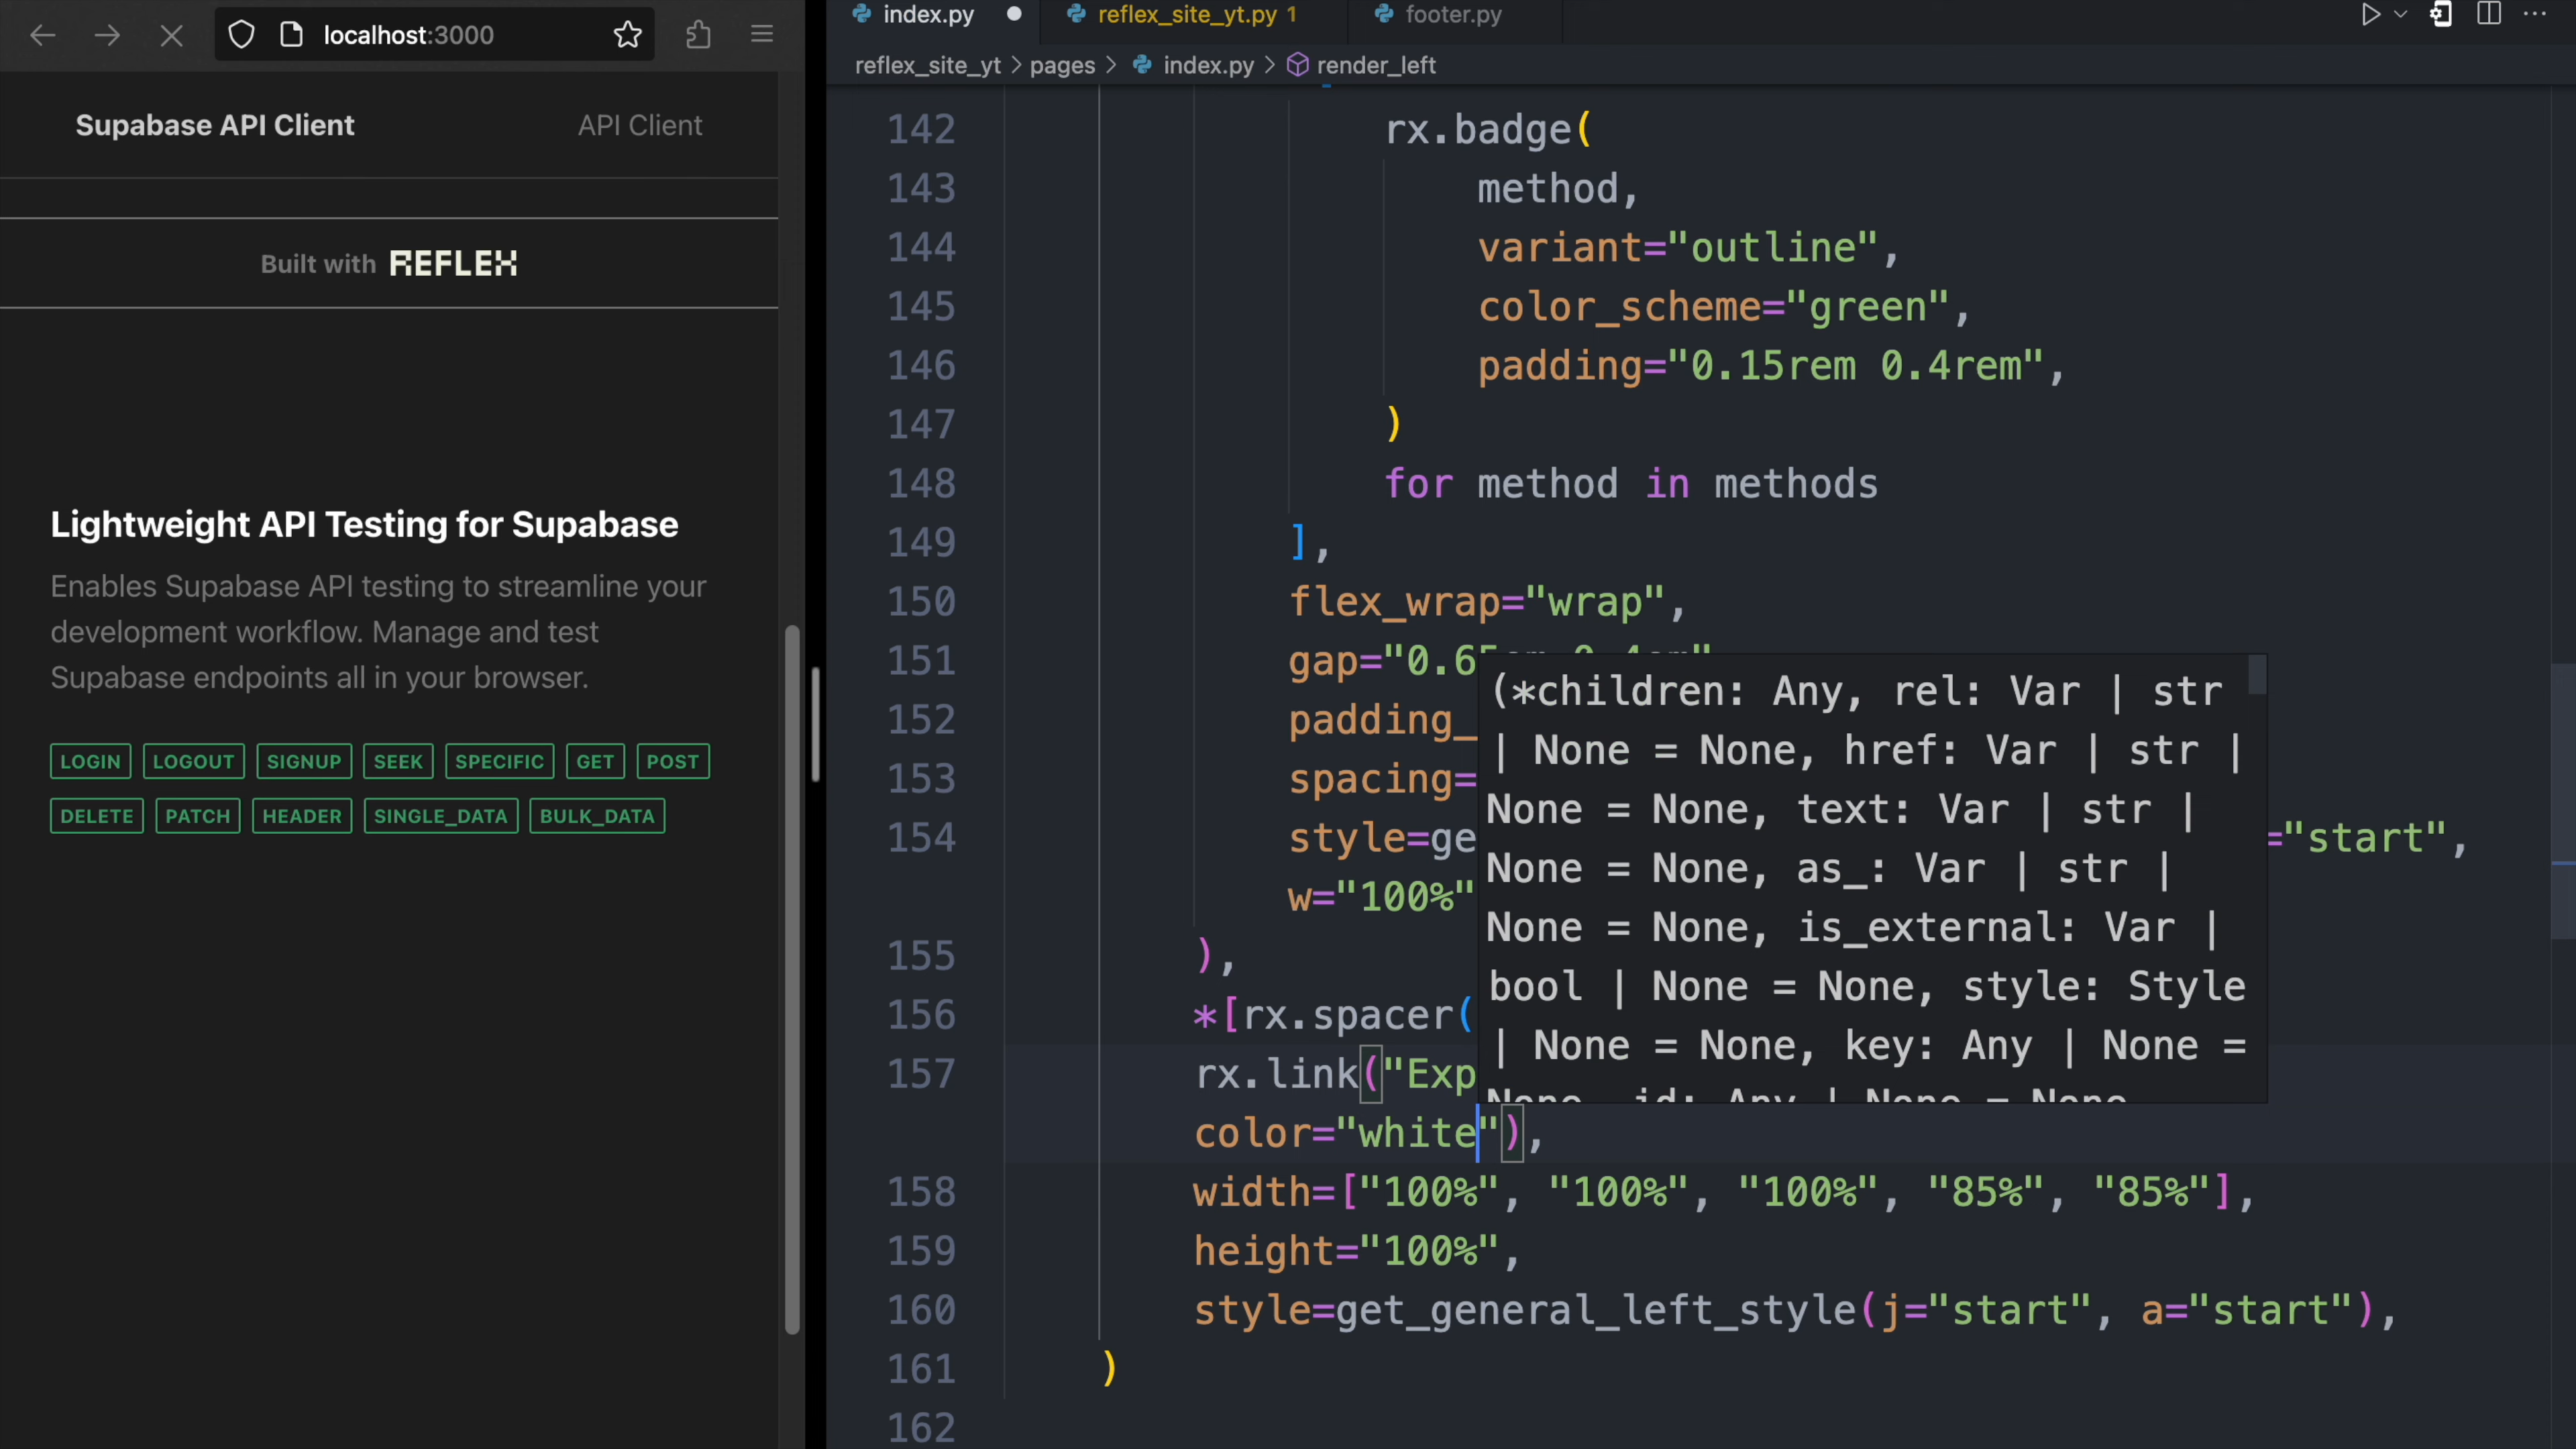 localhost:3000
Supabase API Client
API Client
Built with REFLEX
Lightweight API Testing for Supabase
Enables Supabase API testing to streamline your
development workflow. Manage and test
Supabase endpoints all in your browser.
LOGIN LOGOUT SIGNUP SEEK SPECIFIC GET POST
DELETE PATCH HEADER SINGLE_DATA BULK_DATA
index.py reflex_site_yt.py 1 footer.py
reflex_site_yt > pages > index.py > render_left
142 rx.badge(
143 method,
144 variant="outline",
145 color_scheme="green",
146 padding="0.15rem 0.4rem",
147 )
148 for method in methods
149 ],
150 flex_wrap="wrap",
151 gap="0.65
152 padding_
153 spacing=
154 style=ge ="start",
w="100%"
155 ),
156 *[rx.spacer(
157 rx.link("Exp
color="white"),
158 width=["100%", "100%", "100%", "85%", "85%"],
159 height="100%",
160 style=get_general_left_style(j="start", a="start"),
161 )
162
(*children: Any, rel: Var | str
| None = None, href: Var | str |
None = None, text: Var | str |
None = None, as_: Var | str |
None = None, is_external: Var |
bool | None = None, style: Style
| None = None, key: Any | None =
None, id: Any | None = None